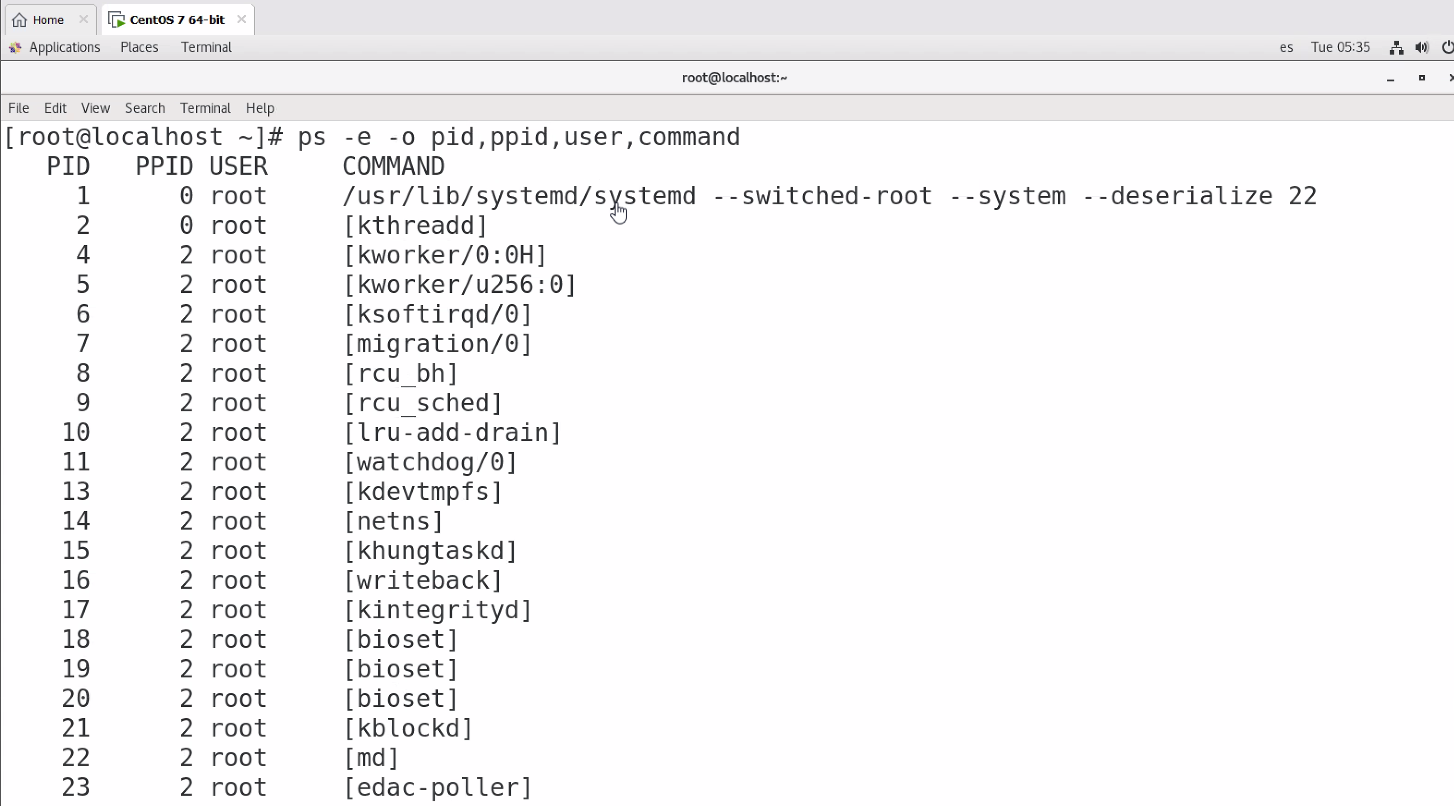 Home
CentOS 7 64-bit
Applications Places Terminal es Tue 05:35
root@localhost:~
File Edit View Search Terminal Help
[root@localhost ~]# ps -e -o pid,ppid,user,command
PID PPID USER COMMAND
1 0 root /usr/lib/systemd/systemd --switched-root --system --deserialize 22
2 0 root [kthreadd]
4 2 root [kworker/0:0H]
5 2 root [kworker/u256:0]
6 2 root [ksoftirqd/0]
7 2 root [migration/0]
8 2 root [rcu_bh]
9 2 root [rcu_sched]
10 2 root [lru-add-drain]
11 2 root [watchdog/0]
13 2 root [kdevtmpfs]
14 2 root [netns]
15 2 root [khungtaskd]
16 2 root [writeback]
17 2 root [kintegrityd]
18 2 root [bioset]
19 2 root [bioset]
20 2 root [bioset]
21 2 root [kblockd]
22 2 root [md]
23 2 root [edac-poller]